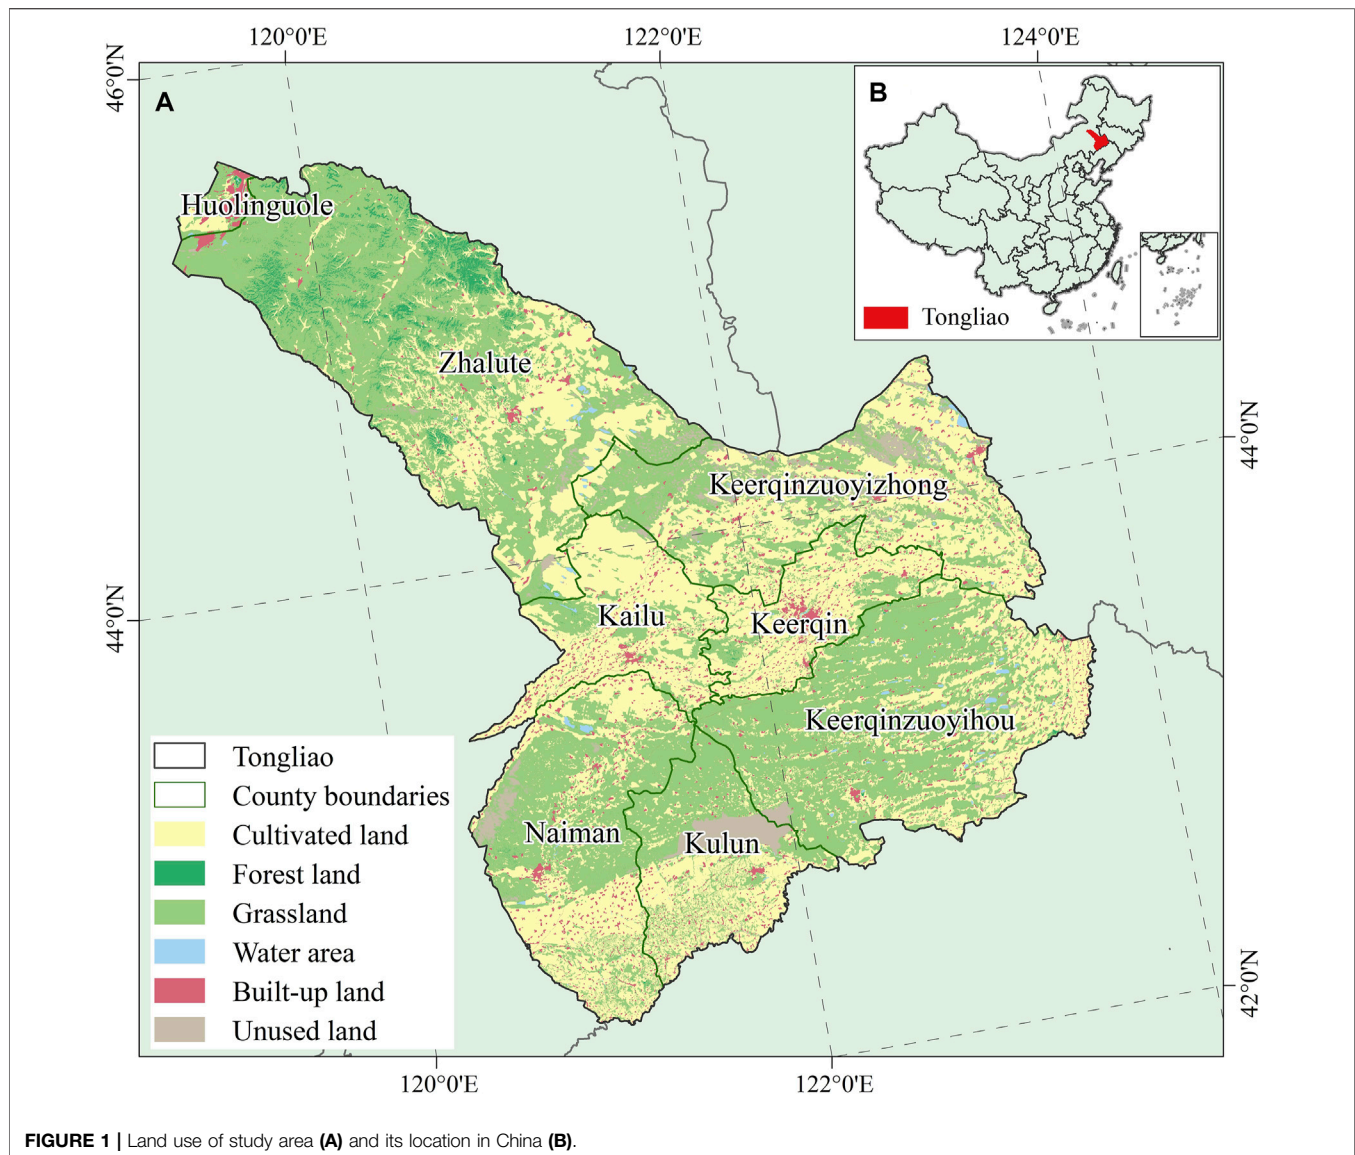 120°0'E 122°0'E 124°0'E
46°0'N
A
B
Huolinguole
Tongliao
Zhalute
44°0'N
Keerqinzuoyizhong
44°0'N
Kailu
Keerqin
Keerqinzuoyihou
Tongliao
County boundaries
Cultivated land
Forest land
Grassland
Water area
Built-up land
Unused land
Naiman
Kulun
42°0'N
120°0'E 122°0'E
FIGURE 1 | Land use of study area (A) and its location in China (B).